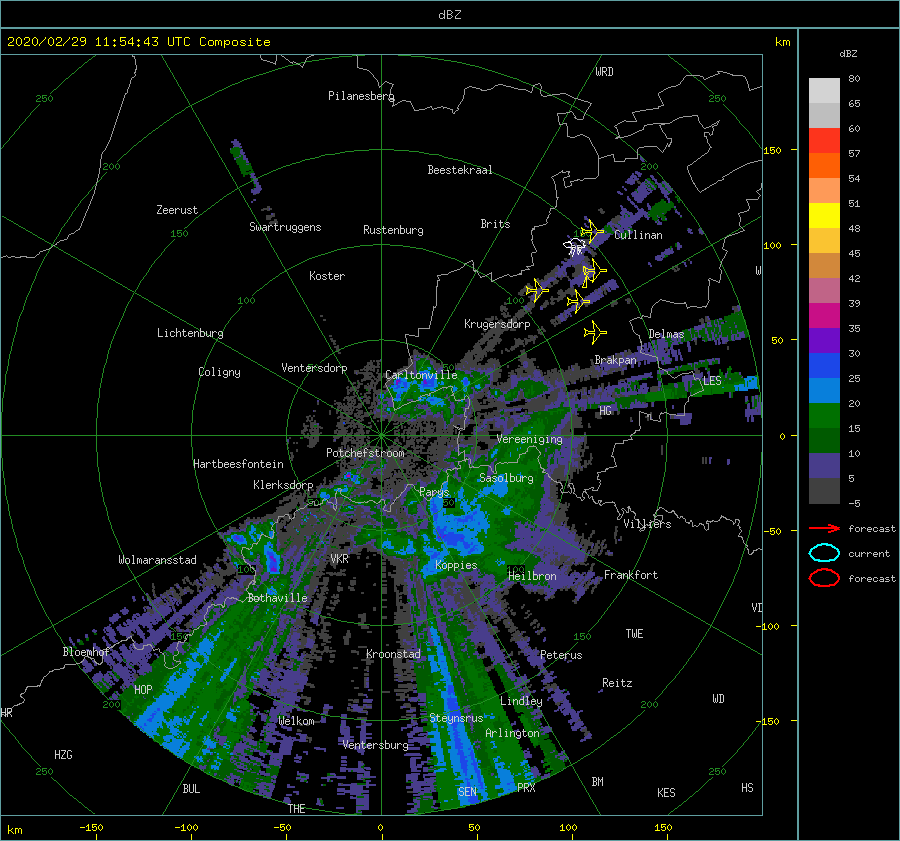 dBZ
2020/02/29 11:54:43 UTC Composite
km
dBZ
WRD
80
250
Pilanesberg
250
65
60
150
57
200
Beestekraal
200
54
Zeerust
51
Swartruggens
Brits
150
Rustenburg
Cullinan
48
100
45
W
Koster
42
100
100
39
Krugersdorp
35
Lichtenburg
Delmas
50
30
Ventersdorp
Brakpan
Coligny
Carltonville
LES
25
20
HG
15
0
Vereeniging
10
Potchefstroom
Hartbeesfontein
5
Klerksdorp
Sasolburg
Parys
50
50
-5
Villiers
forecast
-50
Wolmaransstad
VKR
current
Koppies
100
100
Heilbron
Frankfort
forecast
Bothaville
VD
-100
150
150
TWE
Bloemhof
Kroonstad
Peterus
HOP
Reitz
WD
200
Lindley
200
HR
Welkom
Steynsrus
-150
Arlington
Ventersburg
HZG
250
250
BUL
SEN
PRX
BM
KES
HS
THE
km
-150
-100
-50
0
50
100
150